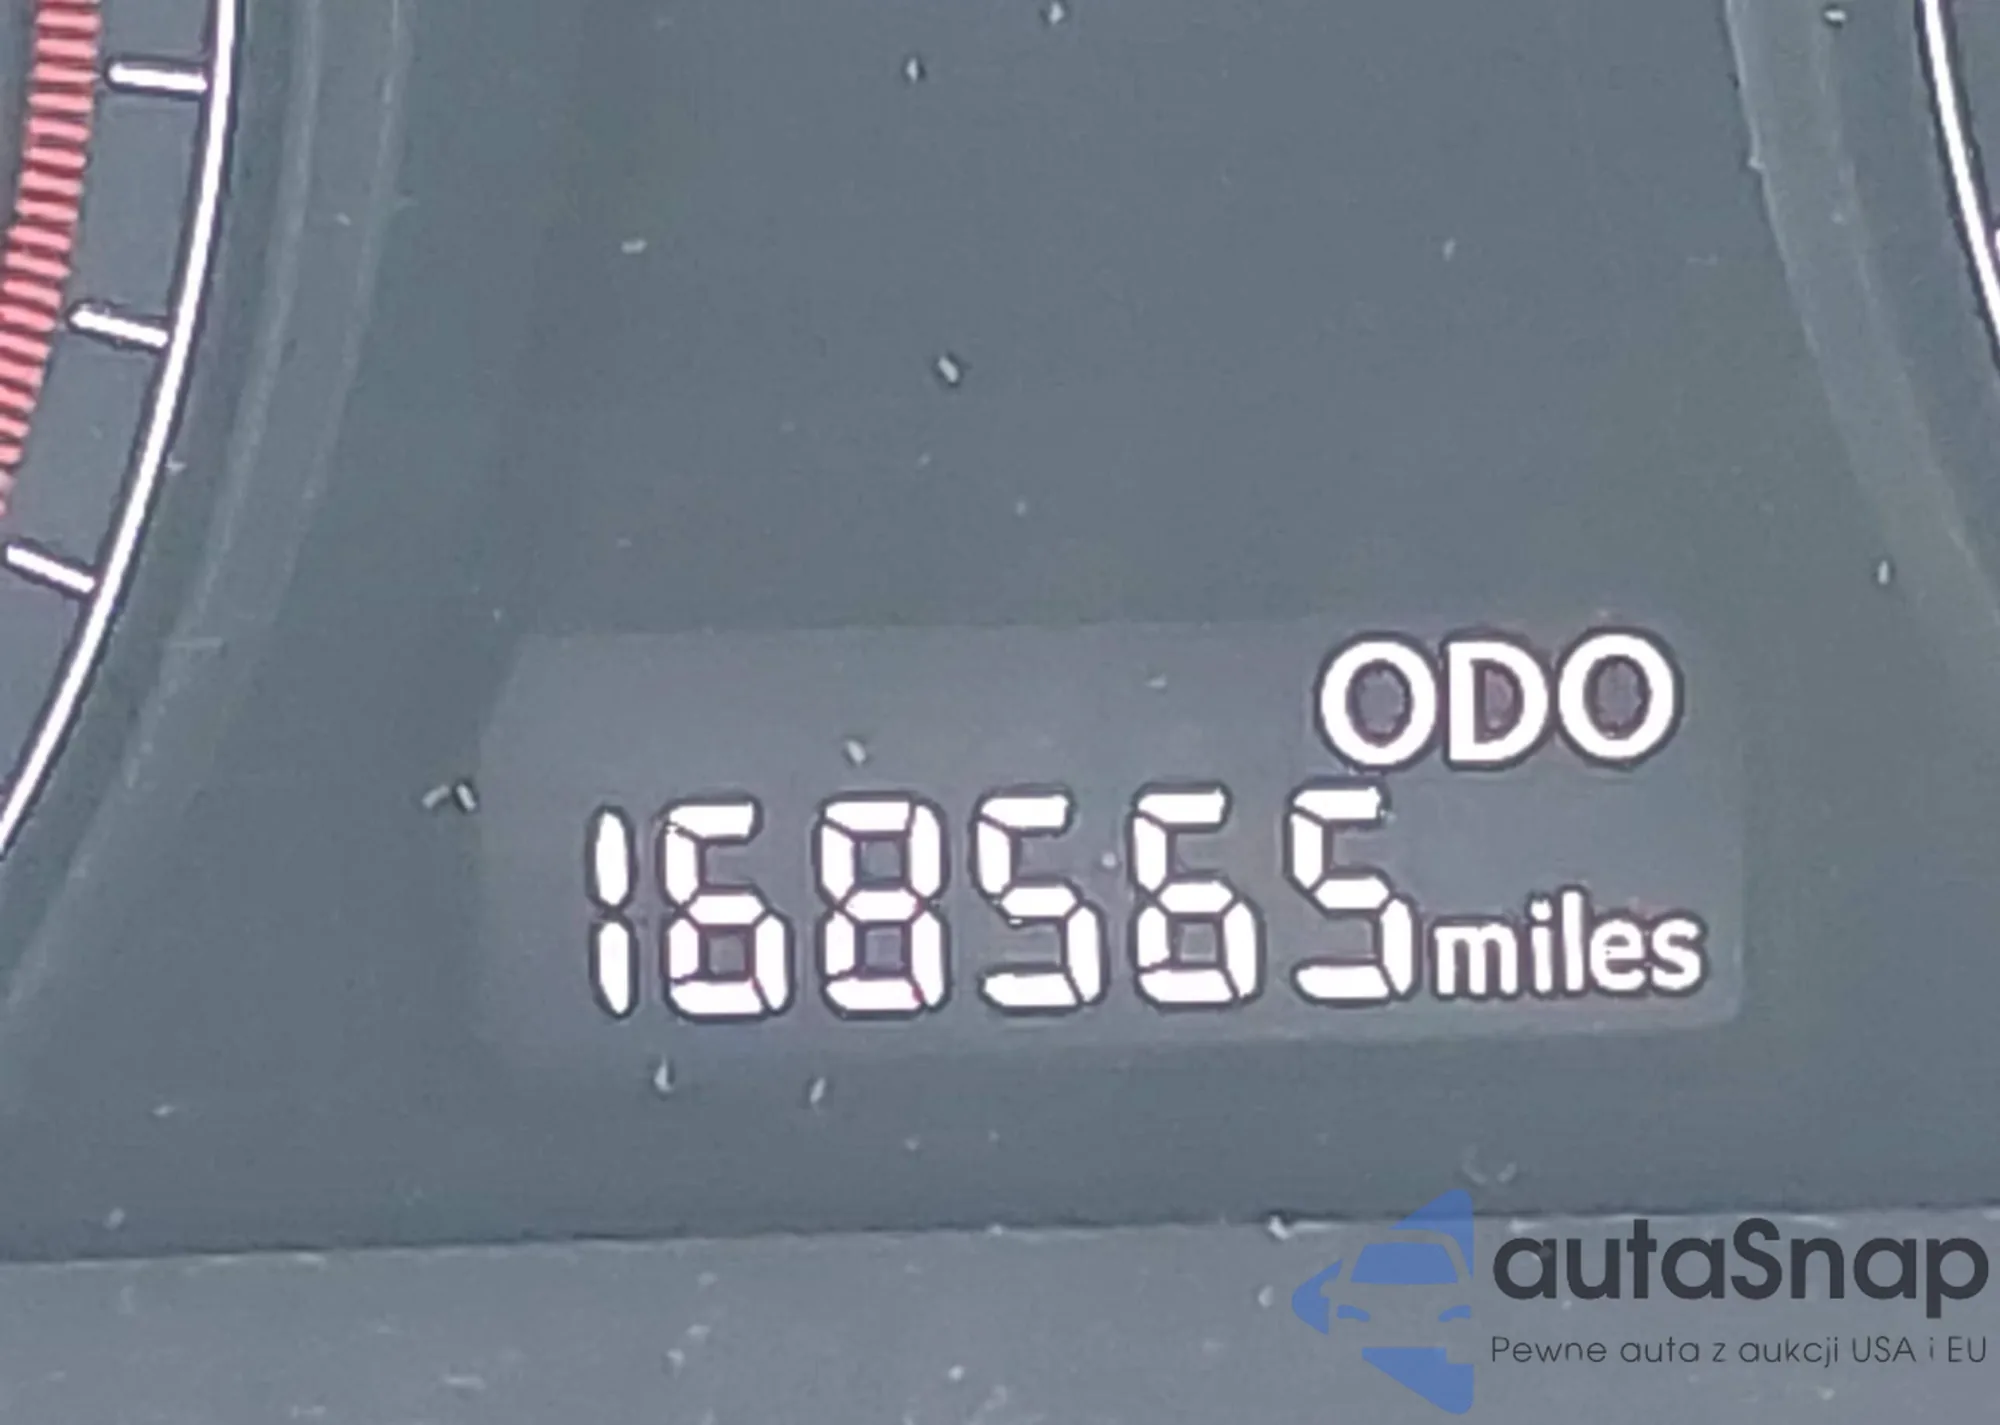 ODO
168565 miles
autaSnap
Pewne auta z aukcji USA i EU